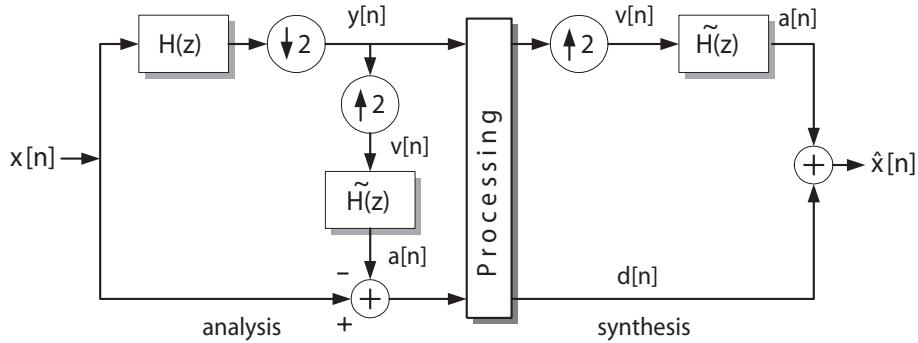 y[n]
v[n]
a[n]
H(z)
↓2
↑2
H̃(z)
↑2
v[n]
x[n]
x̂[n]
H̃(z)
Processing
a[n]
−
+
+
+
d[n]
analysis
synthesis